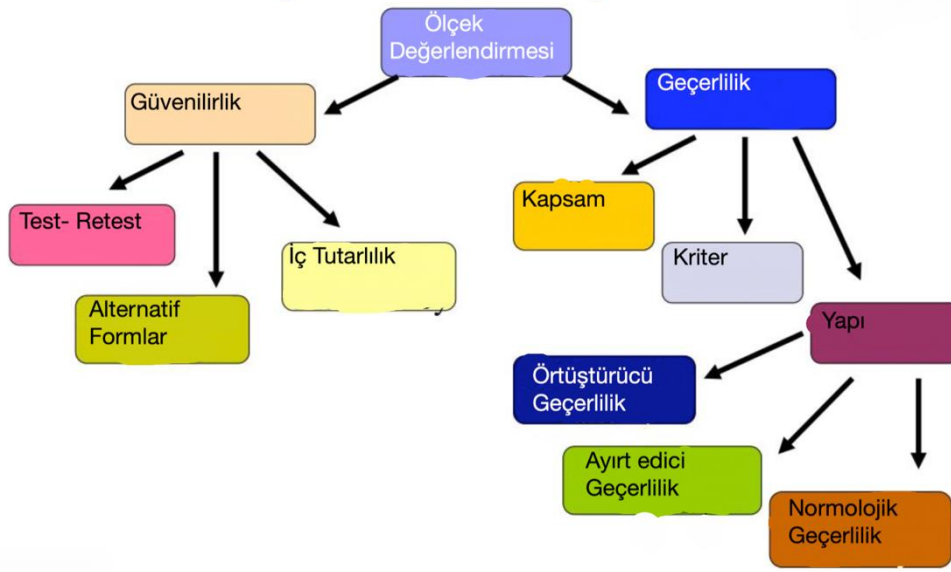 Ölçek
Değerlendirmesi
Güvenilirlik
Geçerlilik
Test- Retest
Alternatif
Formlar
İç Tutarlılık
Kapsam
Kriter
Yapı
Örtüştürücü
Geçerlilik
Ayırt edici
Geçerlilik
Normolojik
Geçerlilik